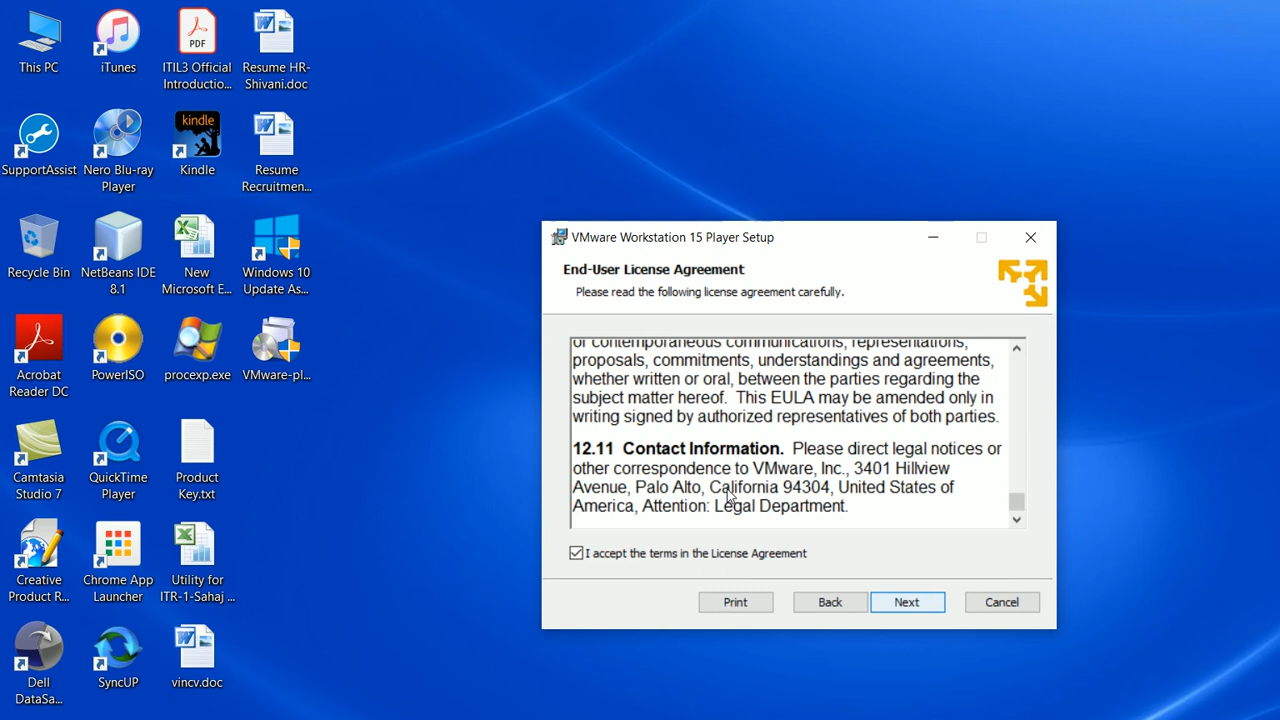 This PC
iTunes
PDF
ITIL3 Official
Introductio...
Resume HR-
Shivani.doc
SupportAssist
Nero Blu-ray
Player
kindle
Kindle
Resume
Recruitmen...
Recycle Bin
NetBeans IDE
8.1
New
Microsoft E...
Windows 10
Update As...
Acrobat
Reader DC
PowerISO
procexp.exe
VMware-pl...
Camtasia
Studio 7
QuickTime
Player
Product
Key.txt
Creative
Product R...
Chrome App
Launcher
Utility for
ITR-1-Sahaj ...
Dell
DataSa...
SyncUP
vincv.doc
VMware Workstation 15 Player Setup
End-User License Agreement
Please read the following license agreement carefully.
or contemporaneous communications, representations,
proposals, commitments, understandings and agreements,
whether written or oral, between the parties regarding the
subject matter hereof.  This EULA may be amended only in
writing signed by authorized representatives of both parties.
12.11  Contact Information.  Please direct legal notices or
other correspondence to VMware, Inc., 3401 Hillview
Avenue, Palo Alto, California 94304, United States of
America, Attention: Legal Department.
I accept the terms in the License Agreement
Print
Back
Next
Cancel